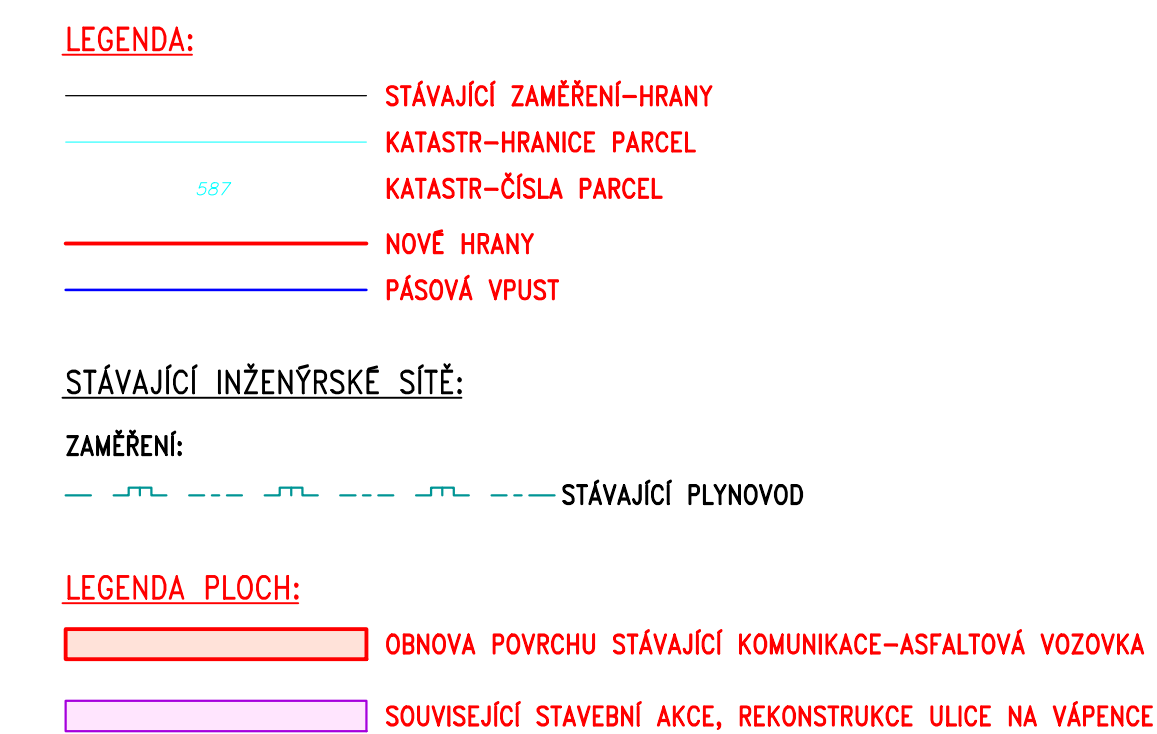 LEGENDA:
STÁVAJÍCÍ ZAMĚŘENÍ-HRANY
KATASTR-HRANICE PARCEL
587 KATASTR-ČÍSLA PARCEL
NOVÉ HRANY
PÁSOVÁ VPUST
STÁVAJÍCÍ INŽENÝRSKÉ SÍTĚ:
ZAMĚŘENÍ:
STÁVAJÍCÍ PLYNOVOD
LEGENDA PLOCH:
OBNOVA POVRCHU STÁVAJÍCÍ KOMUNIKACE-ASFALTOVÁ VOZOVKA
SOUVISEJÍCÍ STAVEBNÍ AKCE, REKONSTRUKCE ULICE NA VÁPENCE